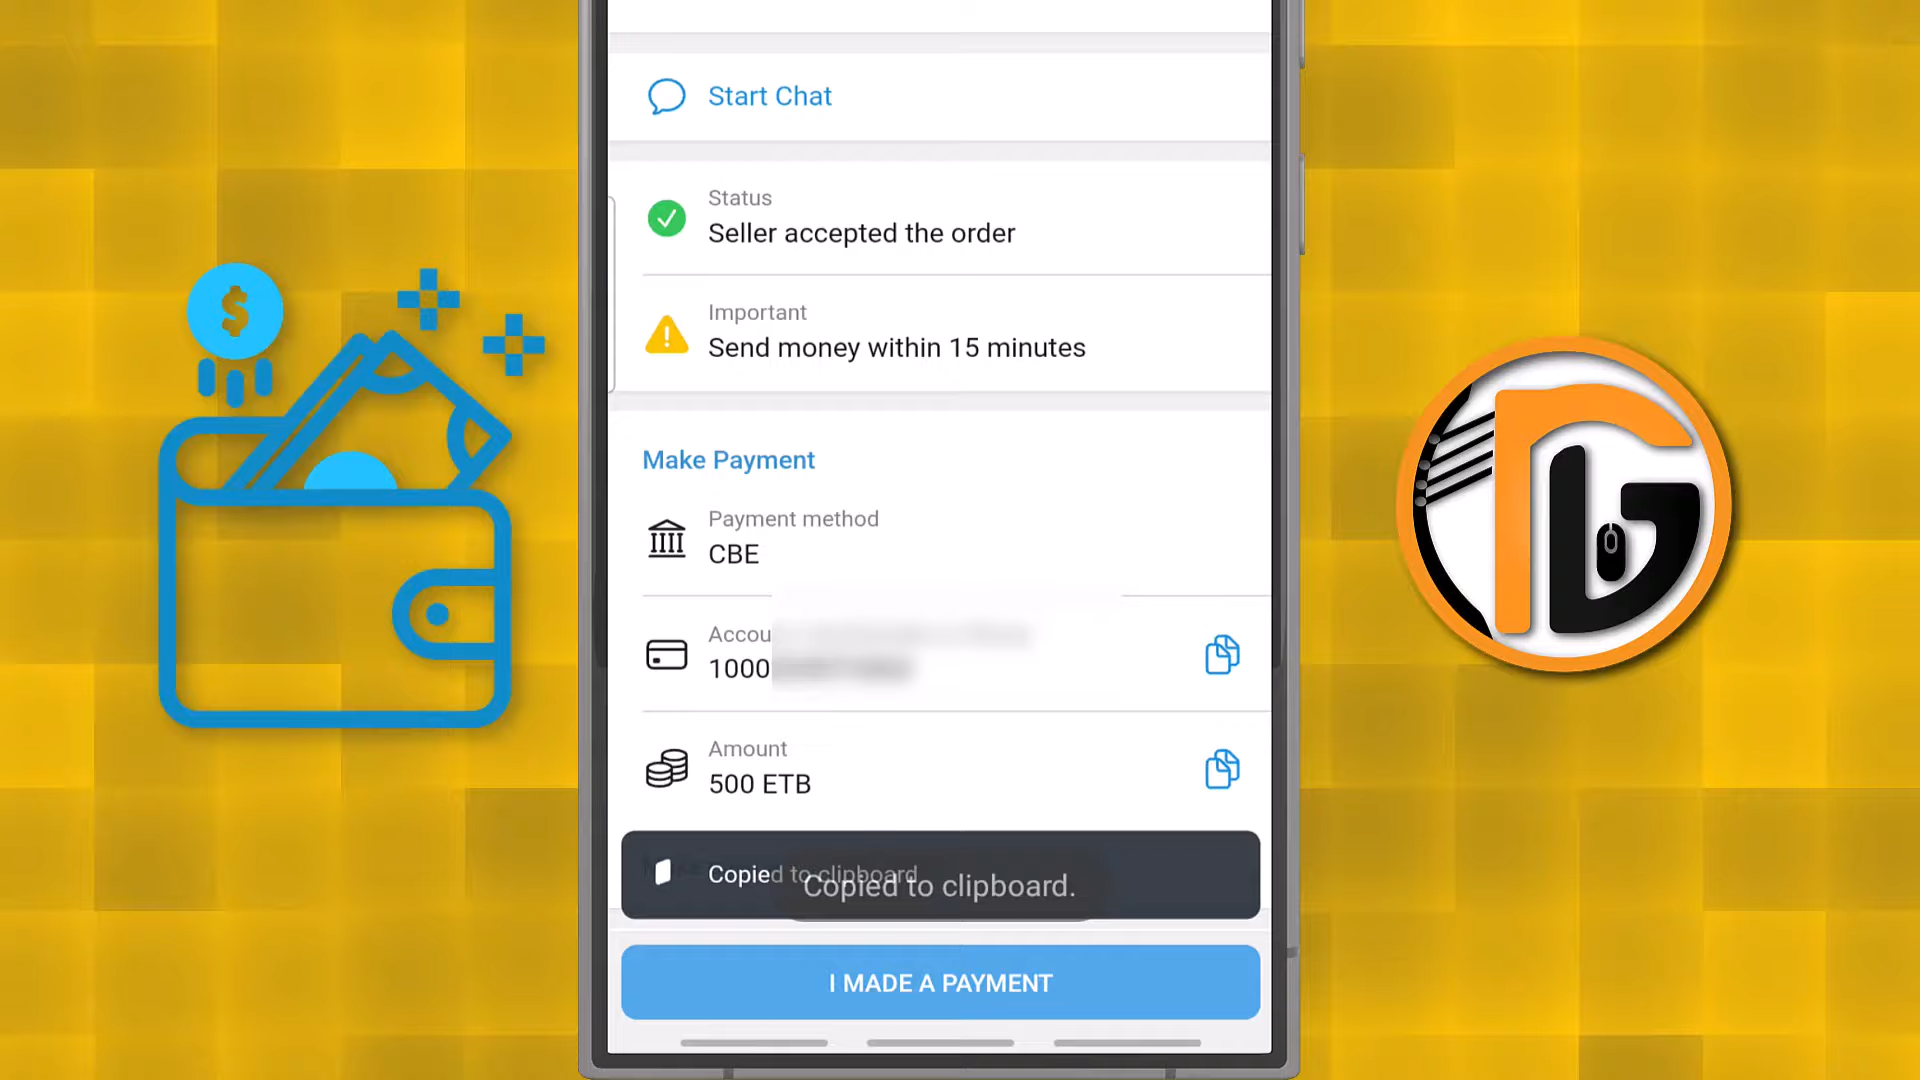 Start Chat
Status
Seller accepted the order
Important
Send money within 15 minutes
Make Payment
Payment method
CBE
1000
Amount
500 ETB
Copied to clipboard
Copied to clipboard.
I MADE A PAYMENT